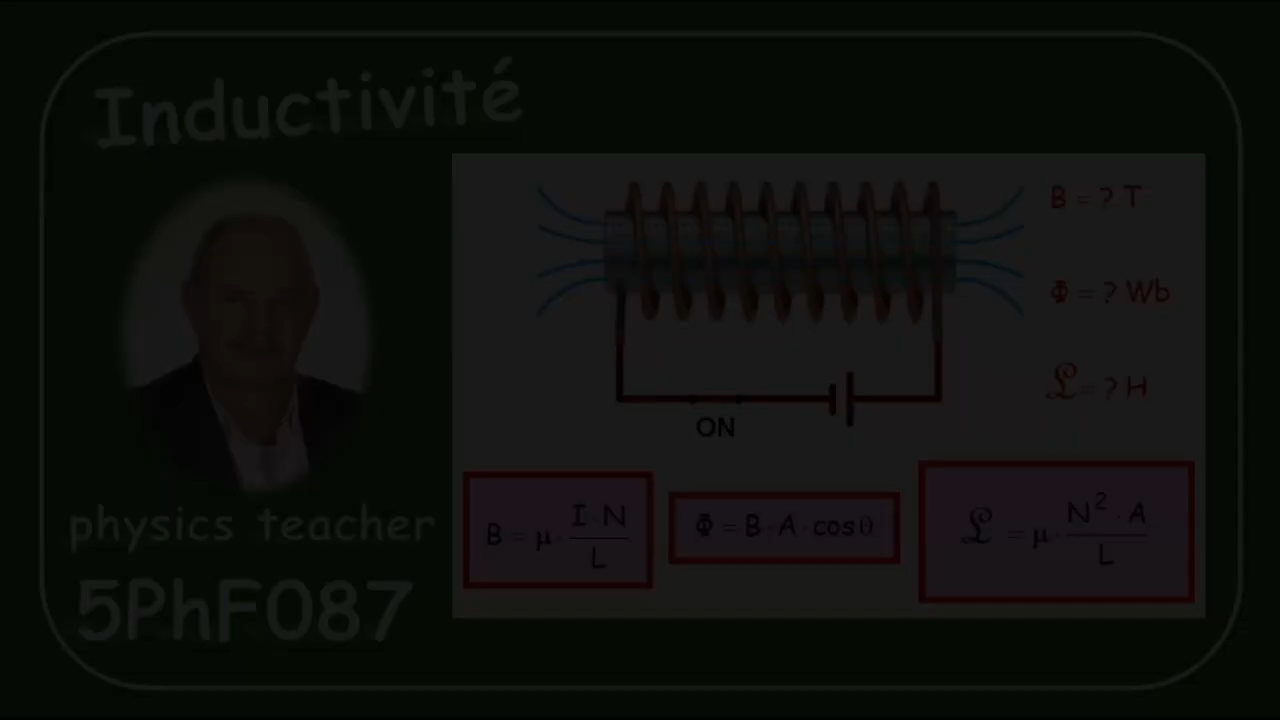 Inductivité
B = ? T
Φ = ? Wb
ℒ = ? H
ON
B = μ · I · N / L
Φ = B · A · cos θ
ℒ = μ · N² · A / L
physics teacher
5PhF087